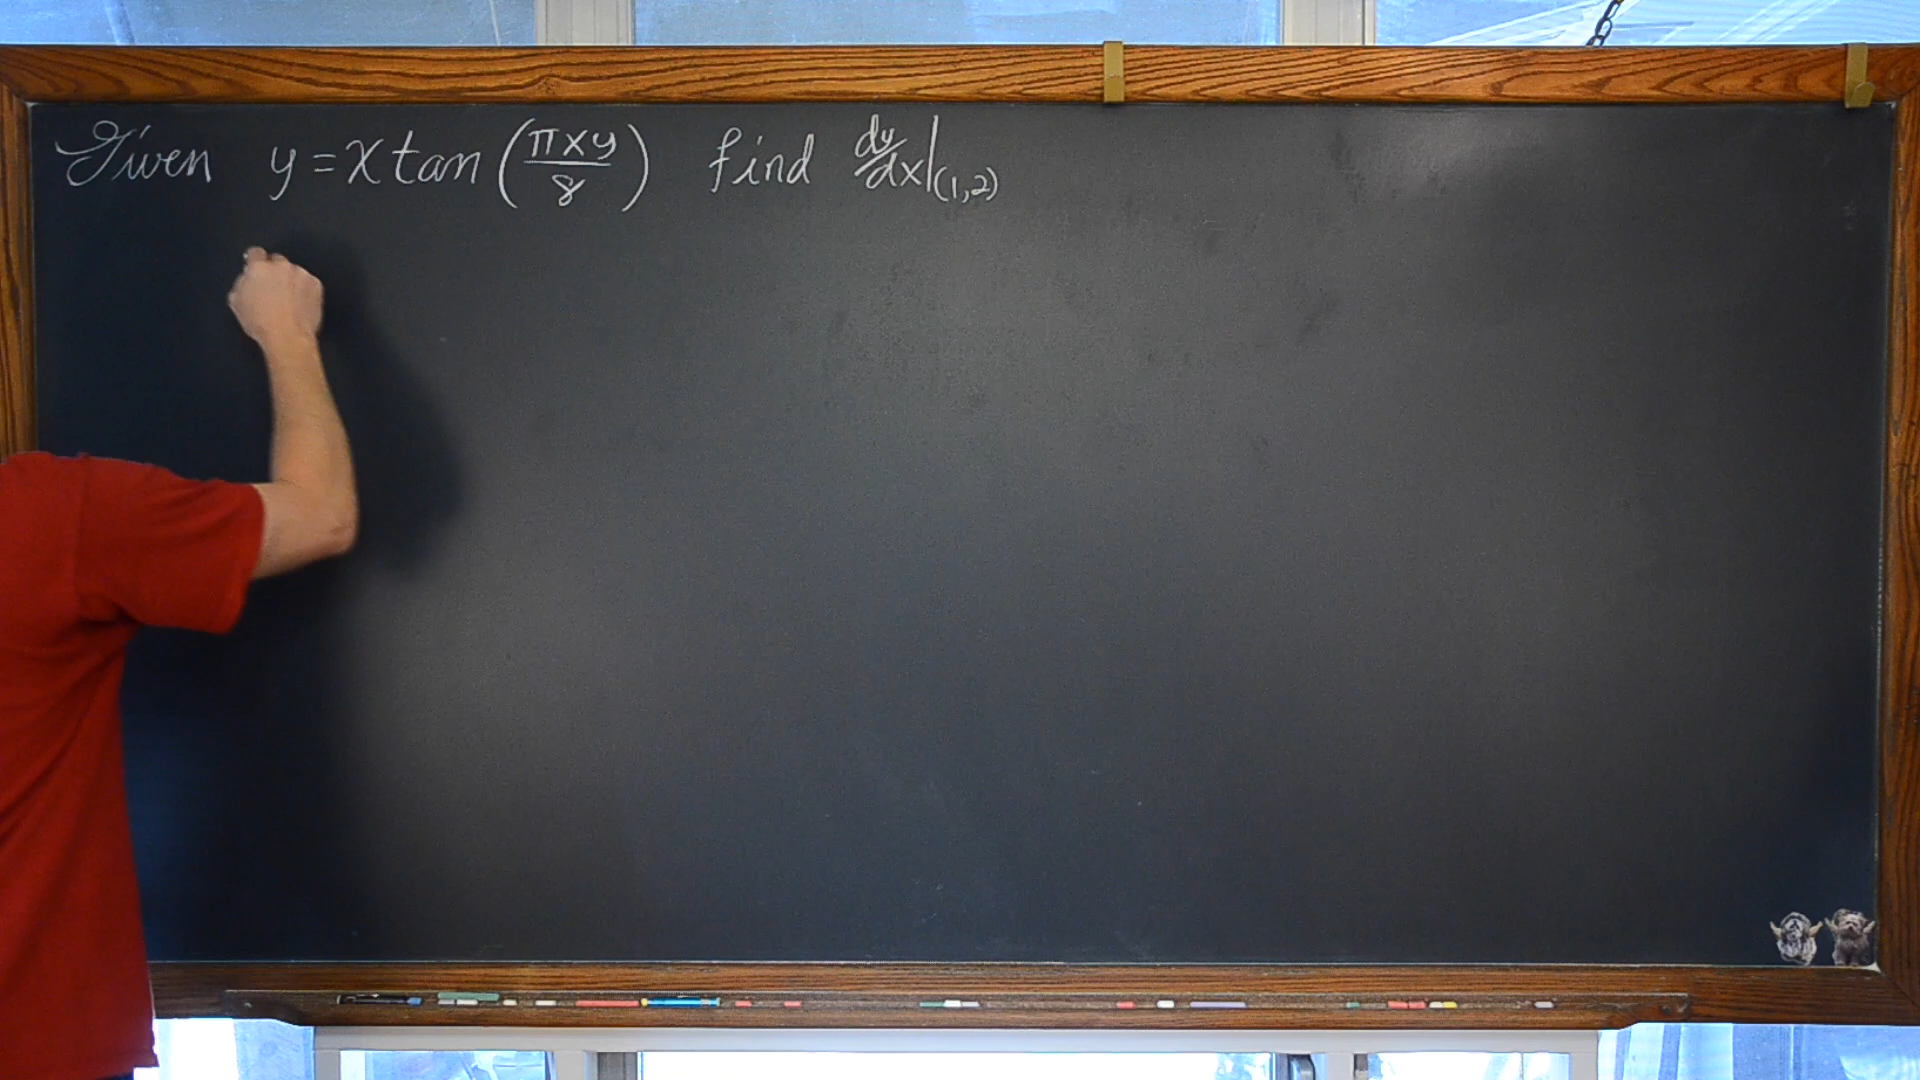 Given y = x tan (πxy/8) find dy/dx|(1,2)